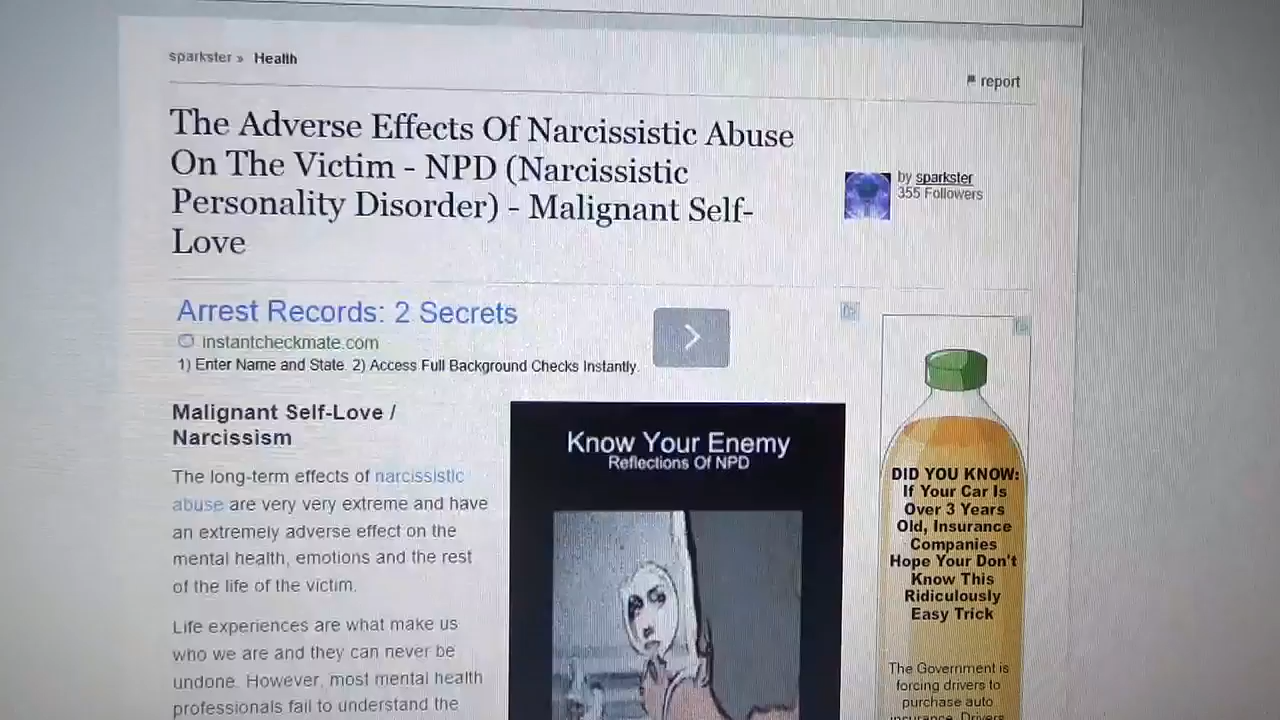 sparkster » Health
report
The Adverse Effects Of Narcissistic Abuse
On The Victim - NPD (Narcissistic
Personality Disorder) - Malignant Self-
Love
by sparkster
355 Followers
Arrest Records: 2 Secrets
instantcheckmate.com
1) Enter Name and State. 2) Access Full Background Checks Instantly.
Malignant Self-Love /
Narcissism
The long-term effects of narcissistic
abuse are very very extreme and have
an extremely adverse effect on the
mental health, emotions and the rest
of the life of the victim.
Life experiences are what make us
who we are and they can never be
undone. However, most mental health
professionals fail to understand the
Know Your Enemy
Reflections Of NPD
DID YOU KNOW:
If Your Car Is
Over 3 Years
Old, Insurance
Companies
Hope Your Don't
Know This
Ridiculously
Easy Trick
The Government is
forcing drivers to
purchase auto
insurance. Drivers